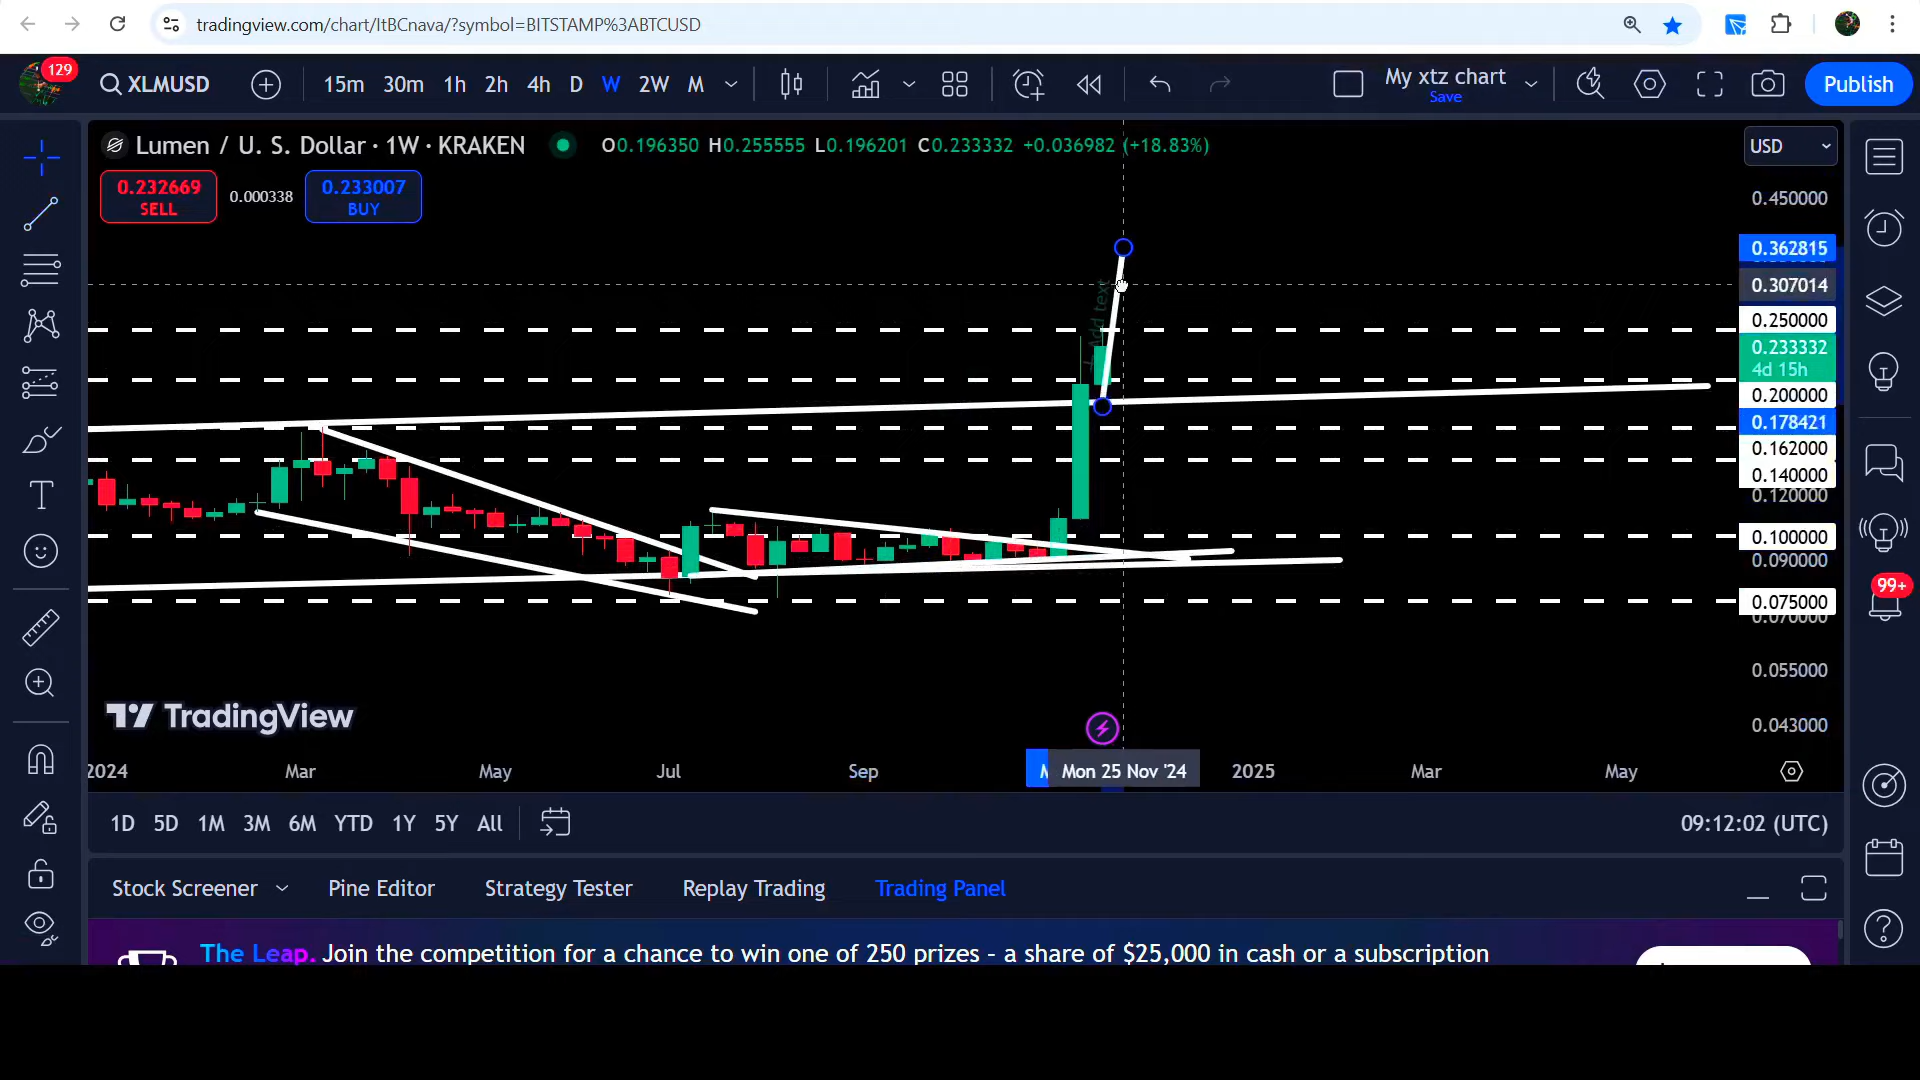 tradingview.com/chart/ItBCnava/?symbol=BITSTAMP%3ABTCUSD
129
XLMUSD
15m 30m 1h 2h 4h D W 2W M
My xtz chart
Save
Publish
Lumen / U. S. Dollar · 1W · KRAKEN
O0.196350 H0.255555 L0.196201 C0.233332 +0.036982 (+18.83%)
USD
0.232669
SELL
0.000338
0.233007
BUY
0.450000
0.362815
0.307014
0.250000
0.233332
4d 15h
0.200000
0.178421
0.162000
0.140000
0.120000
0.100000
0.090000
0.075000
0.070000
0.055000
0.043000
+ Add text
99+
TradingView
2024 Mar May Jul Sep Mon 25 Nov '24 2025 Mar May
1D 5D 1M 3M 6M YTD 1Y 5Y All
09:12:02 (UTC)
Stock Screener Pine Editor Strategy Tester Replay Trading Trading Panel
The Leap. Join the competition for a chance to win one of 250 prizes - a share of $25,000 in cash or a subscription